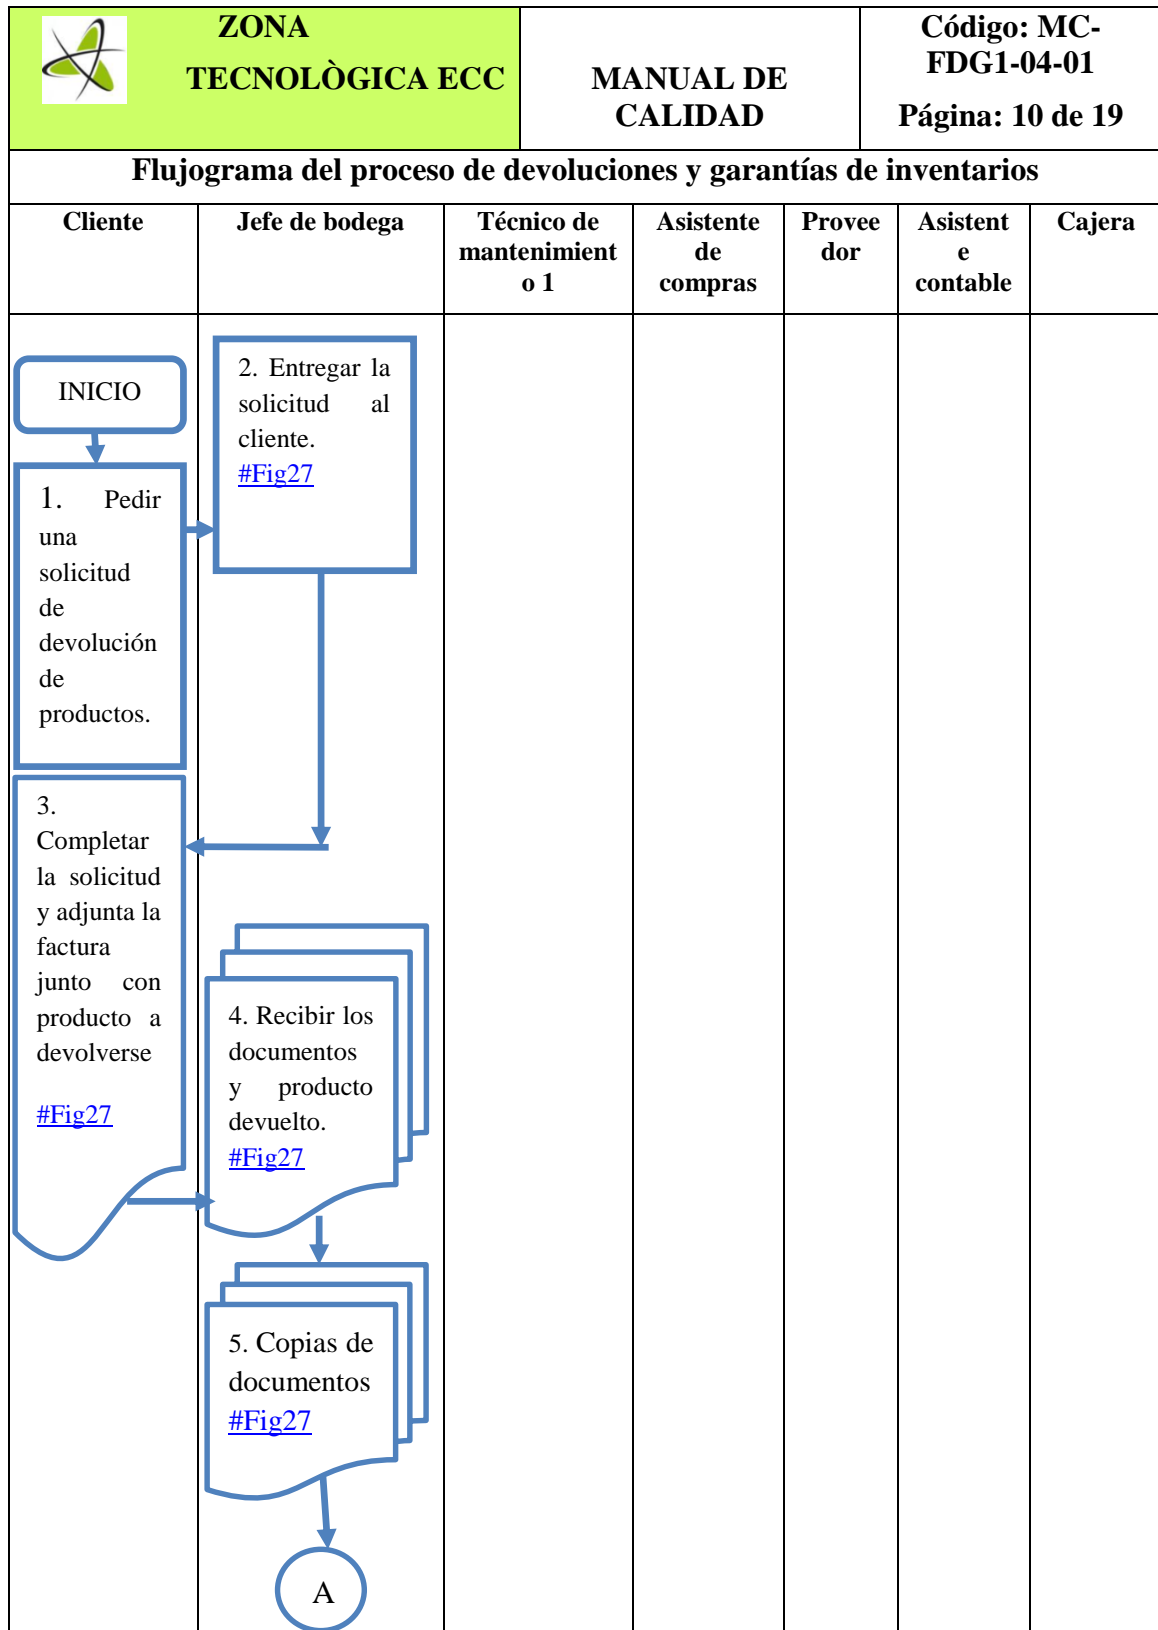 ZONA
TECNOLÒGICA ECC
MANUAL DE
CALIDAD
Código: MC-
FDG1-04-01
Página: 10 de 19
Flujograma del proceso de devoluciones y garantías de inventarios
Cliente
Jefe de bodega
Técnico de
mantenimient
o 1
Asistente
de
compras
Provee
dor
Asistent
e
contable
Cajera
INICIO
1. Pedir
una
solicitud
de
devolución
de
productos.
2. Entregar la
solicitud al
cliente.
#Fig27
3.
Completar
la solicitud
y adjunta la
factura
junto con
producto a
devolverse
#Fig27
4. Recibir los
documentos
y producto
devuelto.
#Fig27
5. Copias de
documentos
#Fig27
A